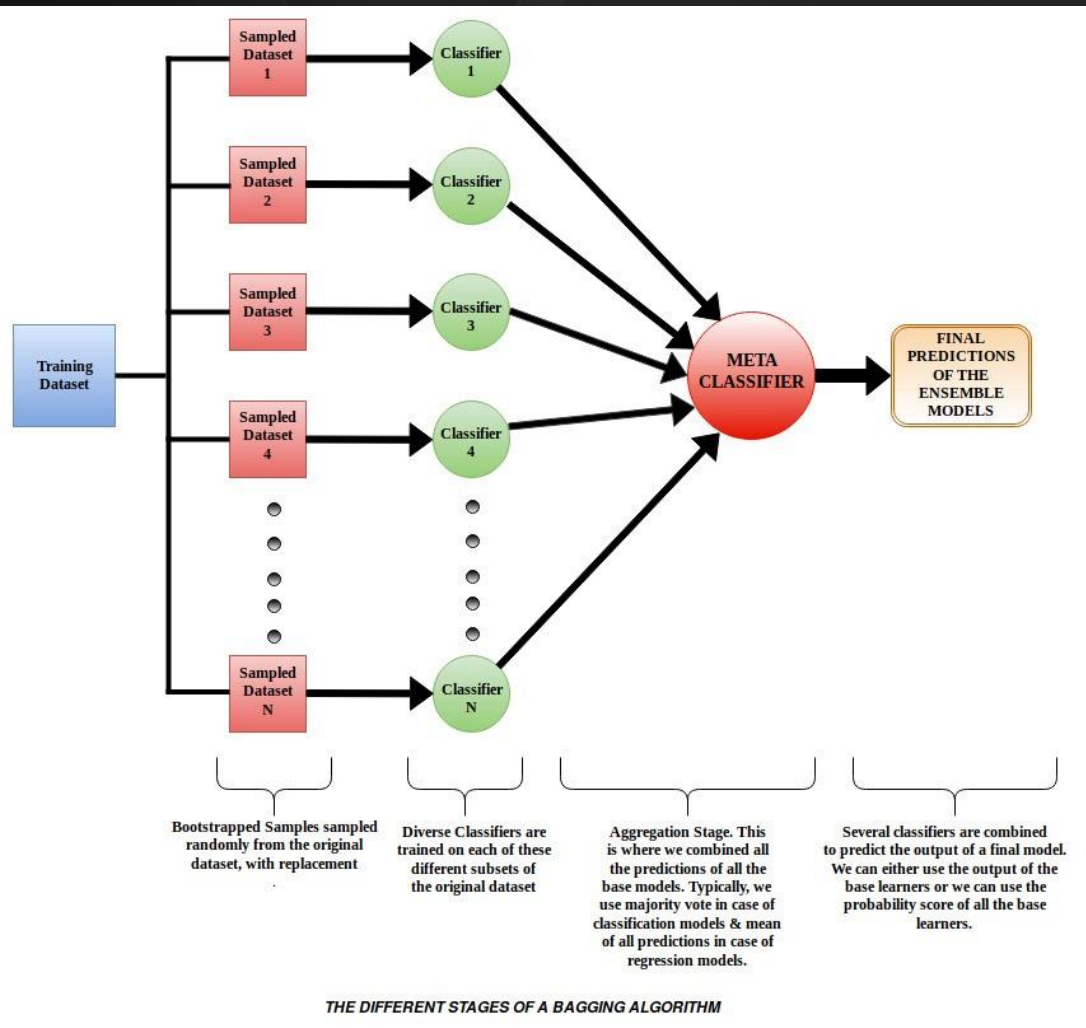 Sampled
Dataset
1
Classifier
1
Sampled
Dataset
2
Classifier
2
Sampled
Dataset
3
Classifier
3
Training
Dataset
META
CLASSIFIER
FINAL
PREDICTIONS
OF THE
ENSEMBLE
MODELS
Sampled
Dataset
4
Classifier
4
Sampled
Dataset
N
Classifier
N
Bootstrapped Samples sampled
randomly from the original
dataset, with replacement
.
Diverse Classifiers are
trained on each of these
different subsets of
the original dataset
Aggregation Stage. This
is where we combined all
the predictions of all the
base models. Typically, we
use majority vote in case of
classification models & mean
of all predictions in case of
regression models.
Several classifiers are combined
to predict the output of a final model.
We can either use the output of the
base learners or we can use the
probability score of all the base
learners.
THE DIFFERENT STAGES OF A BAGGING ALGORITHM